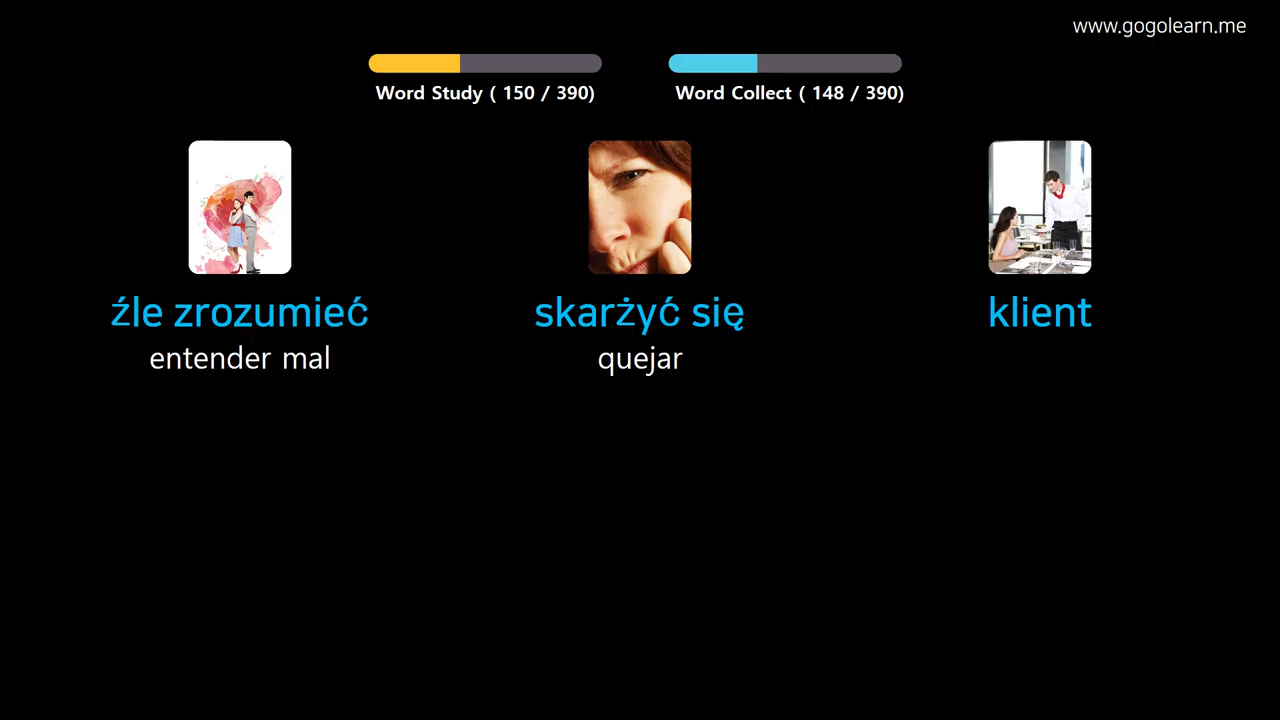 www.gogolearn.me
Word Study ( 150 / 390)
Word Collect ( 148 / 390)
źle zrozumieć
entender mal
skarżyć się
quejar
klient